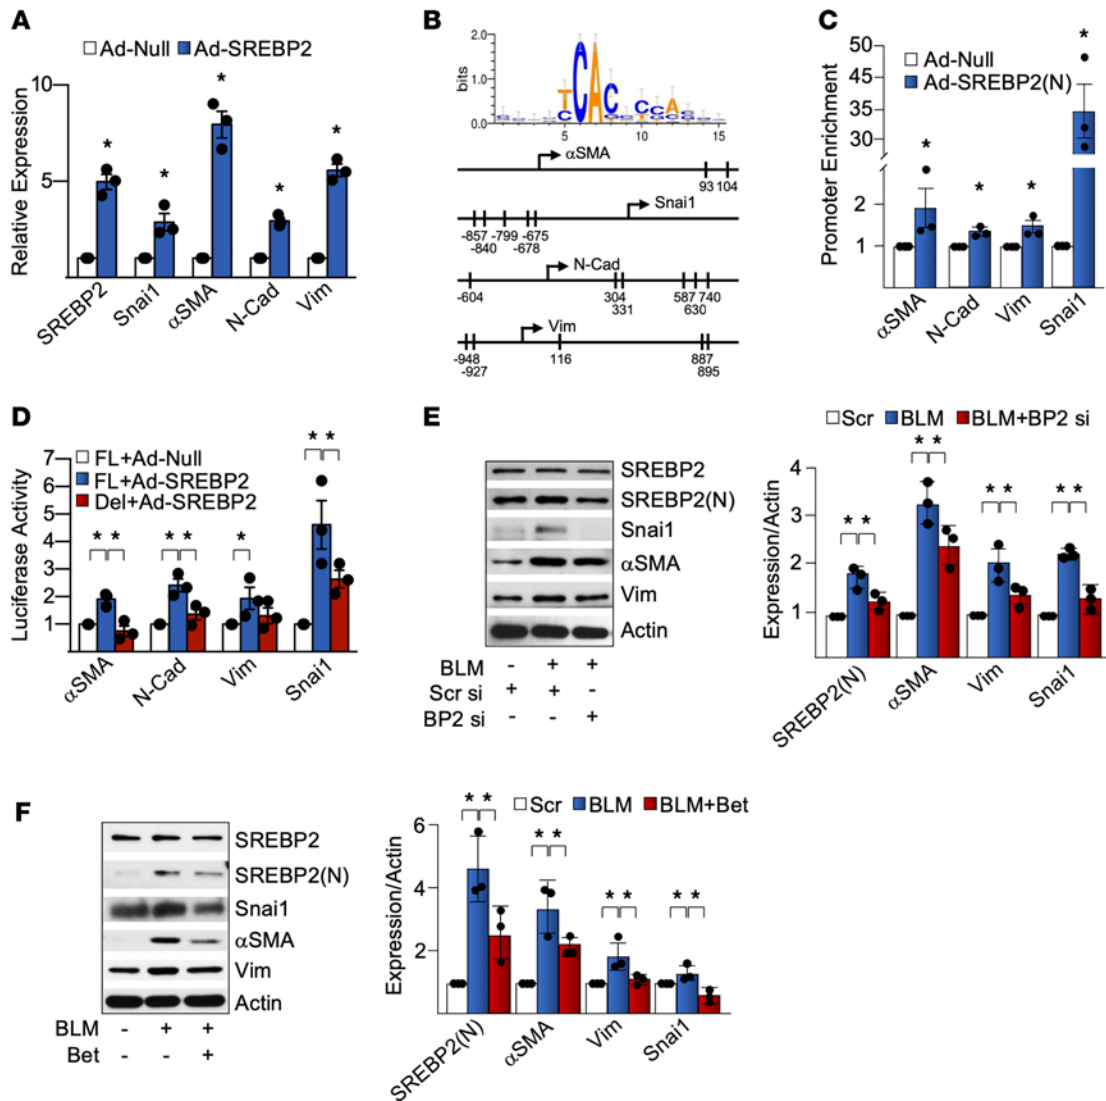 A
Ad-Null Ad-SREBP2
Relative Expression
10
5
* * * * *
SREBP2 Snai1 αSMA N-Cad Vim
B
bits
2.0
1.0
0.0
TCAC
5 10 15
αSMA
93 104
Snai1
-857 -799 -675
-840 -678
N-Cad
-604 304 587 740
331 630
Vim
-948 116 887
-927 895
C
Ad-Null
Ad-SREBP2(N)
Promoter Enrichment
50
45
35
30
2
1
* * * *
αSMA N-Cad Vim Snai1
D
FL+Ad-Null
FL+Ad-SREBP2
Del+Ad-SREBP2
Luciferase Activity
7
6
5
4
3
2
1
* * * * * * *
αSMA N-Cad Vim Snai1
E
SREBP2
SREBP2(N)
Snai1
αSMA
Vim
Actin
BLM - + +
Scr si + + -
BP2 si - - +
Scr BLM BLM+BP2 si
Expression/Actin
4
3
2
1
* * * * * * * *
SREBP2(N) αSMA Vim Snai1
F
SREBP2
SREBP2(N)
Snai1
αSMA
Vim
Actin
BLM - + +
Bet - - +
Scr BLM BLM+Bet
Expression/Actin
6
4
2
* * * * * * * *
SREBP2(N) αSMA Vim Snai1